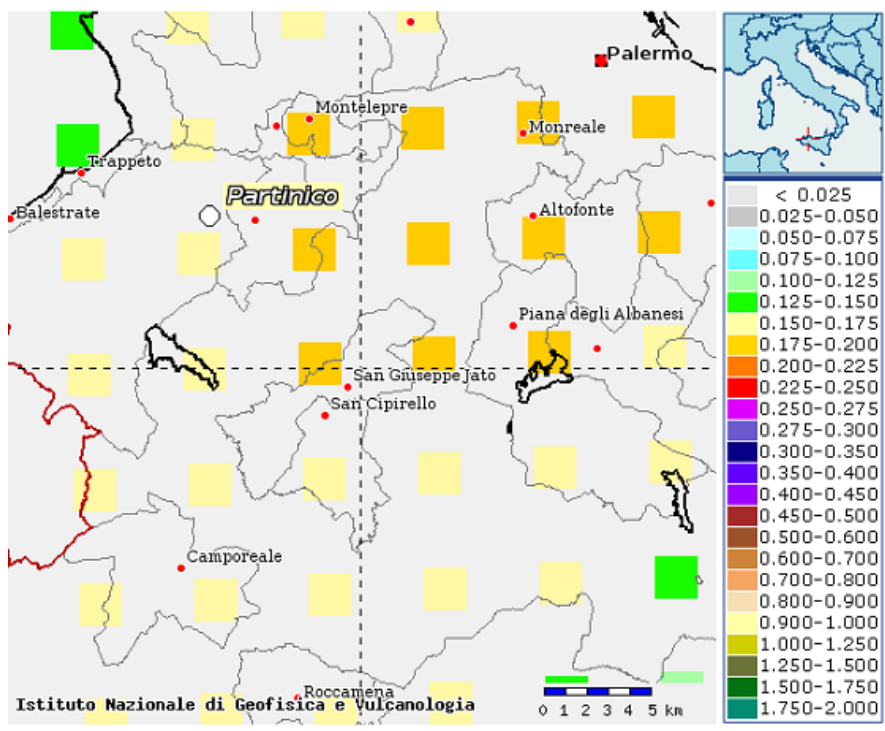 Palermo
Montelepre
Monreale
Trappeto
Partinico
Balestrate
Altofonte
Piana degli Albanesi
San Giuseppe Jato
San Cipirello
Camporeale
Roccamena
Istituto Nazionale di Geofisica e Vulcanologia
0 1 2 3 4 5 km
< 0.025
0.025-0.050
0.050-0.075
0.075-0.100
0.100-0.125
0.125-0.150
0.150-0.175
0.175-0.200
0.200-0.225
0.225-0.250
0.250-0.275
0.275-0.300
0.300-0.350
0.350-0.400
0.400-0.450
0.450-0.500
0.500-0.600
0.600-0.700
0.700-0.800
0.800-0.900
0.900-1.000
1.000-1.250
1.250-1.500
1.500-1.750
1.750-2.000